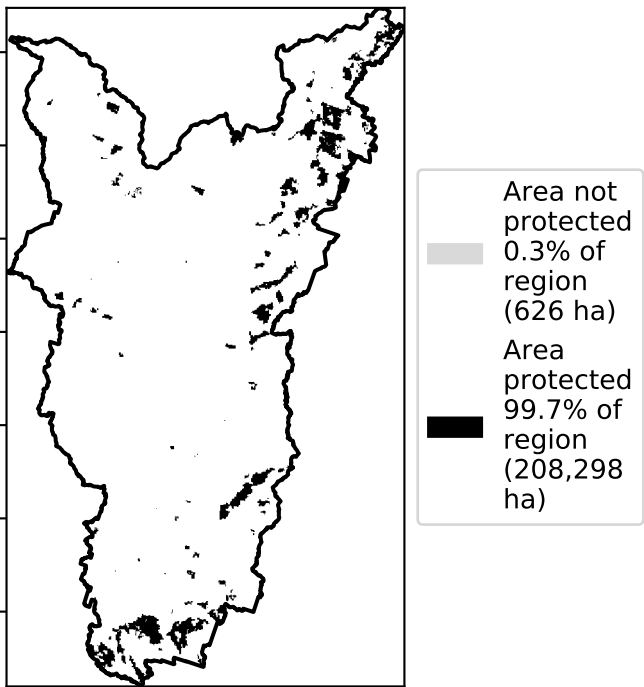 Area not
protected
0.3% of
region
(626 ha)
Area
protected
99.7% of
region
(208,298
ha)